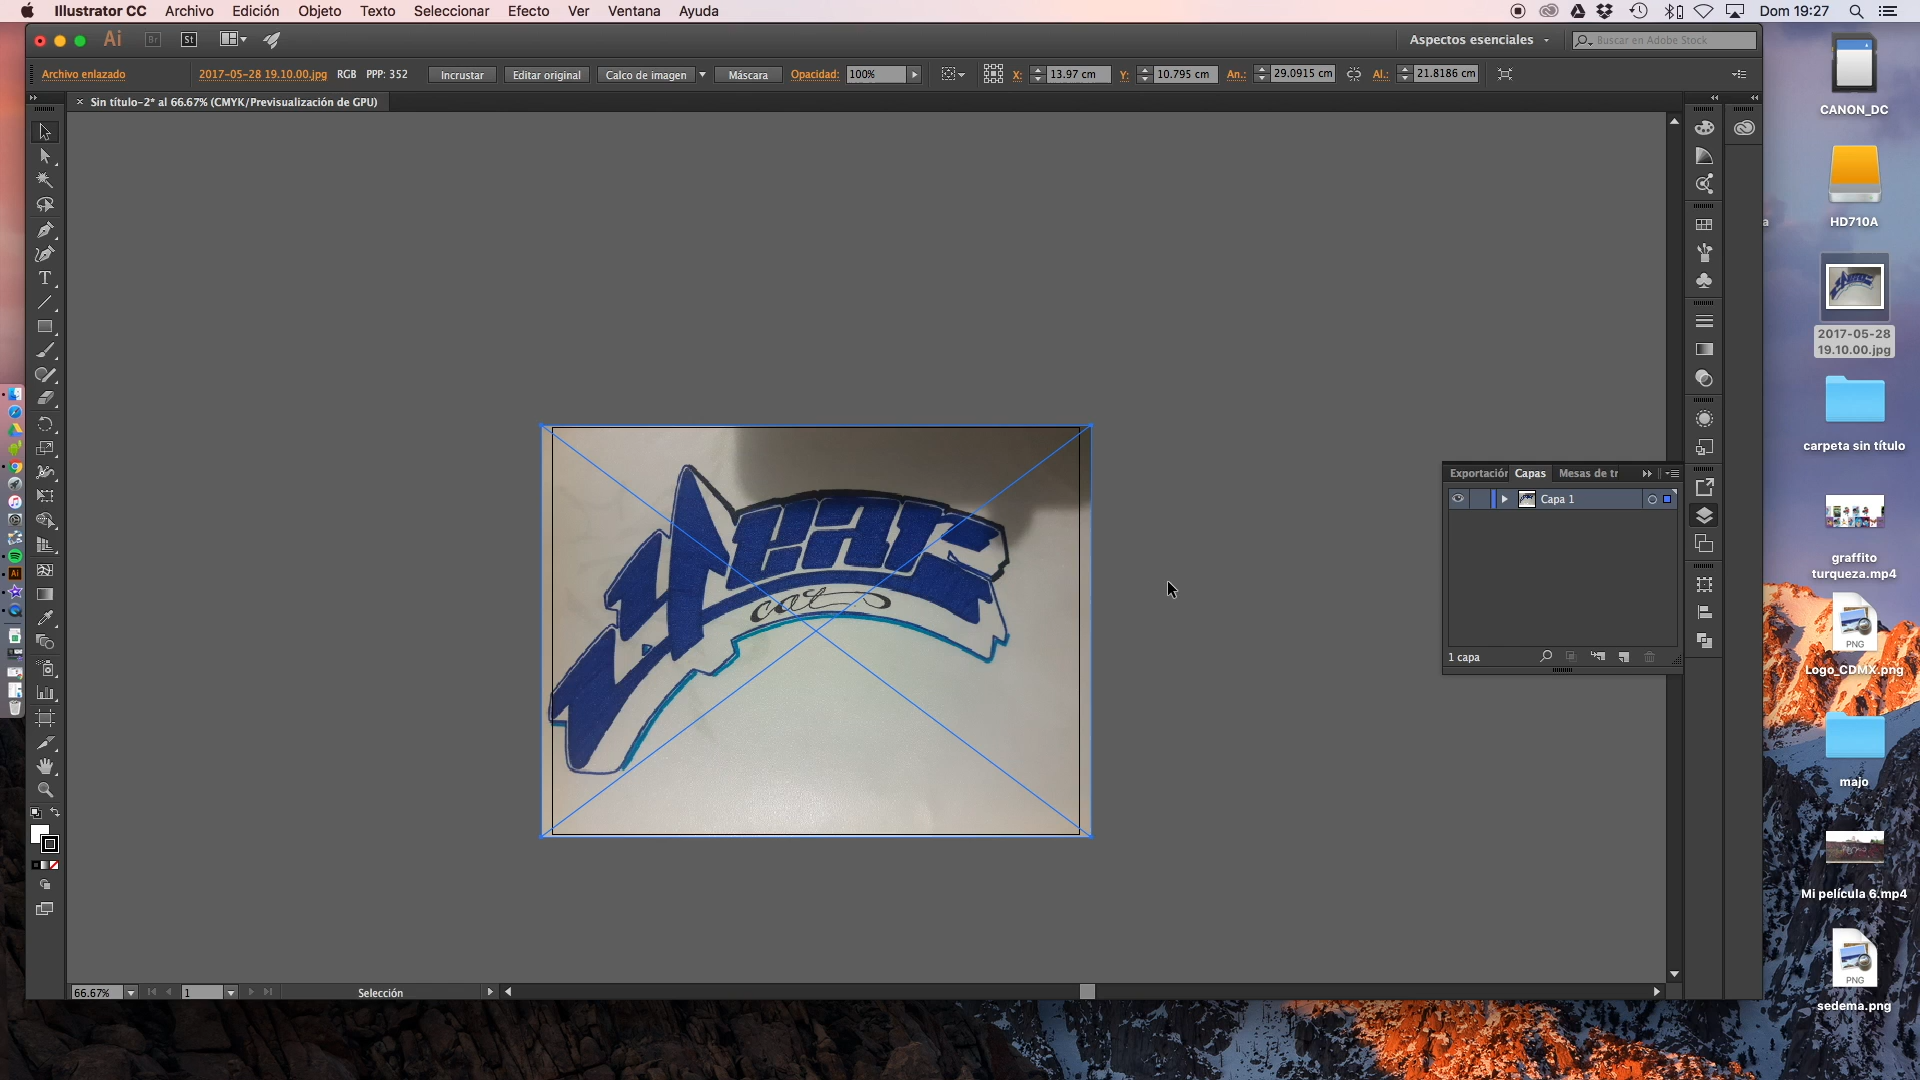 Illustrator CC Archivo Edición Objeto Texto Seleccionar Efecto Ver Ventana Ayuda Dom 19:27
Ai Br St Aspectos esenciales Buscar en Adobe Stock
Archivo enlazado 2017-05-28 19.10.00.jpg RGB PPP: 352 Incrustar Editar original Calco de imagen Máscara Opacidad: 100% X: 13.97 cm Y: 10.795 cm An.: 29.0915 cm Al.: 21.8186 cm
× Sin título-2* al 66.67% (CMYK/Previsualización de GPU)
CANON_DC
HD710A
2017-05-28
19.10.00.jpg
carpeta sin título
Exportación Capas Mesas de tr
Capa 1
1 capa
cat
graffito
turqueza.mp4
PNG
Logo_CDMX.png
majo
Mi película 6.mp4
PNG
sedema.png
66.67% 1 Selección